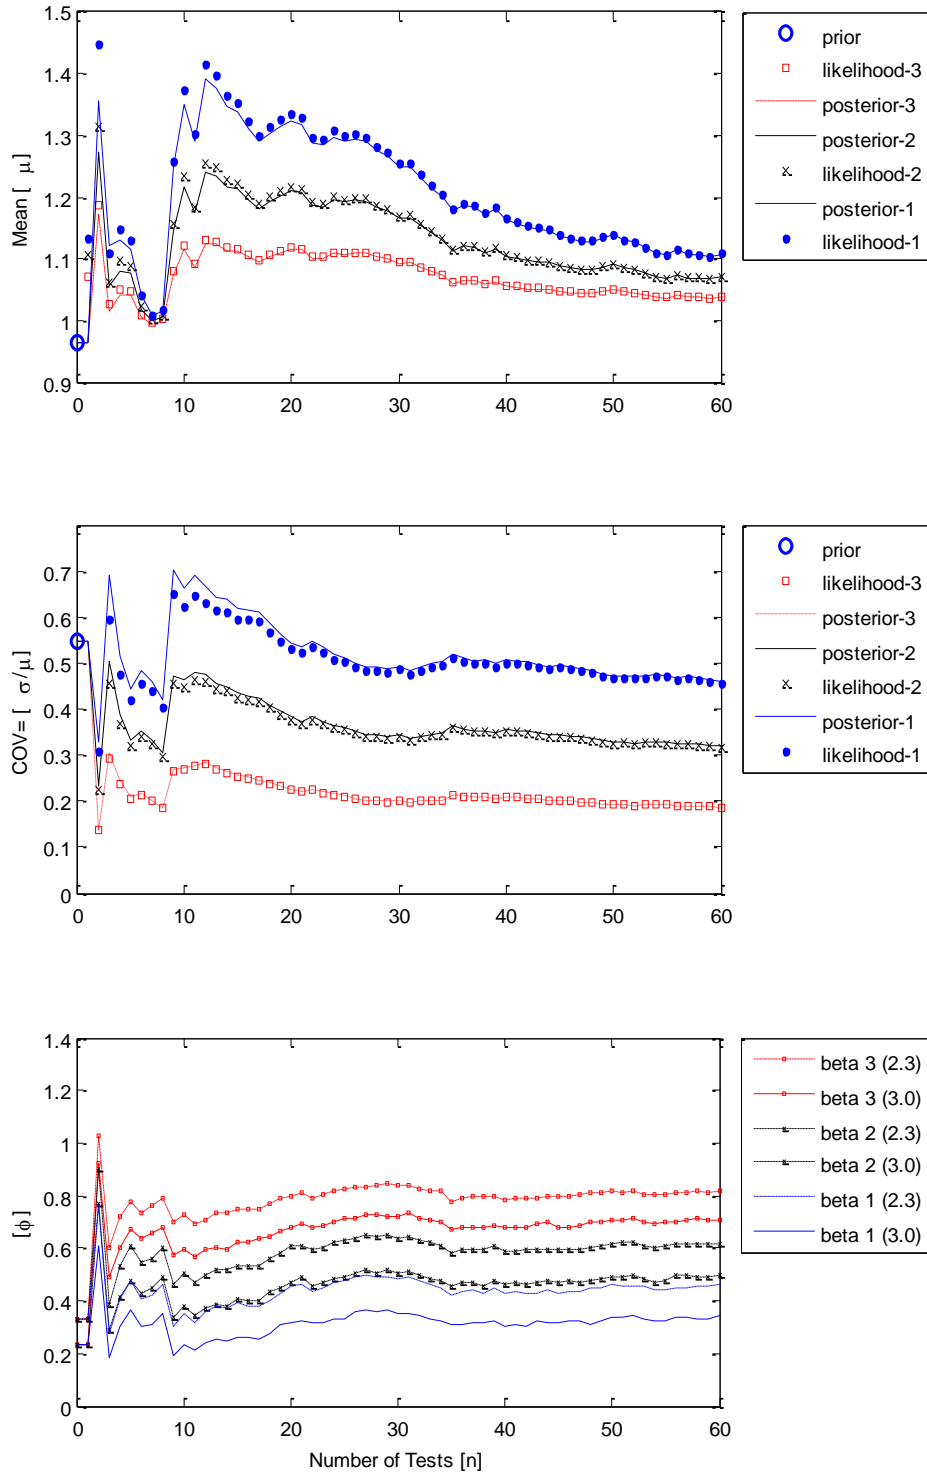 1.5
1.4
1.3
1.2
1.1
1
0.9
Mean [ μ]
0 10 20 30 40 50 60
prior
likelihood-3
posterior-3
posterior-2
likelihood-2
posterior-1
likelihood-1
0.8
0.7
0.6
0.5
0.4
0.3
0.2
0.1
0
COV= [ σ/μ]
0 10 20 30 40 50 60
prior
likelihood-3
posterior-3
posterior-2
likelihood-2
posterior-1
likelihood-1
1.4
1.2
1
0.8
0.6
0.4
0.2
0
[ϕ]
0 10 20 30 40 50 60
Number of Tests [n]
beta 3 (2.3)
beta 3 (3.0)
beta 2 (2.3)
beta 2 (3.0)
beta 1 (2.3)
beta 1 (3.0)